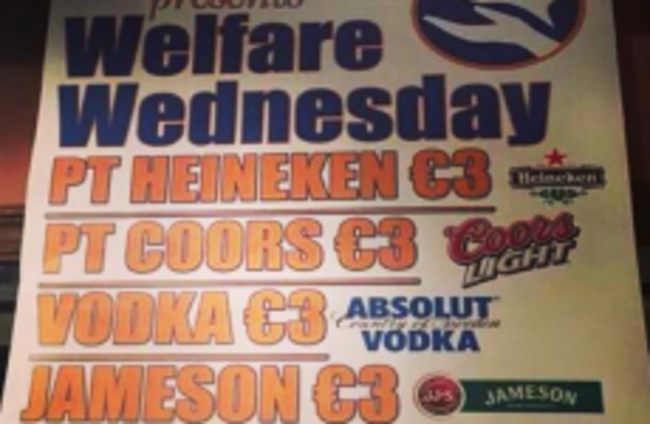 presents
Welfare
Wednesday
PT HEINEKEN €3
Heineken
PT COORS €3
Coors
LIGHT
VODKA €3
ABSOLUT
Country of Sweden
VODKA
JAMESON €3
JJ&S
JAMESON